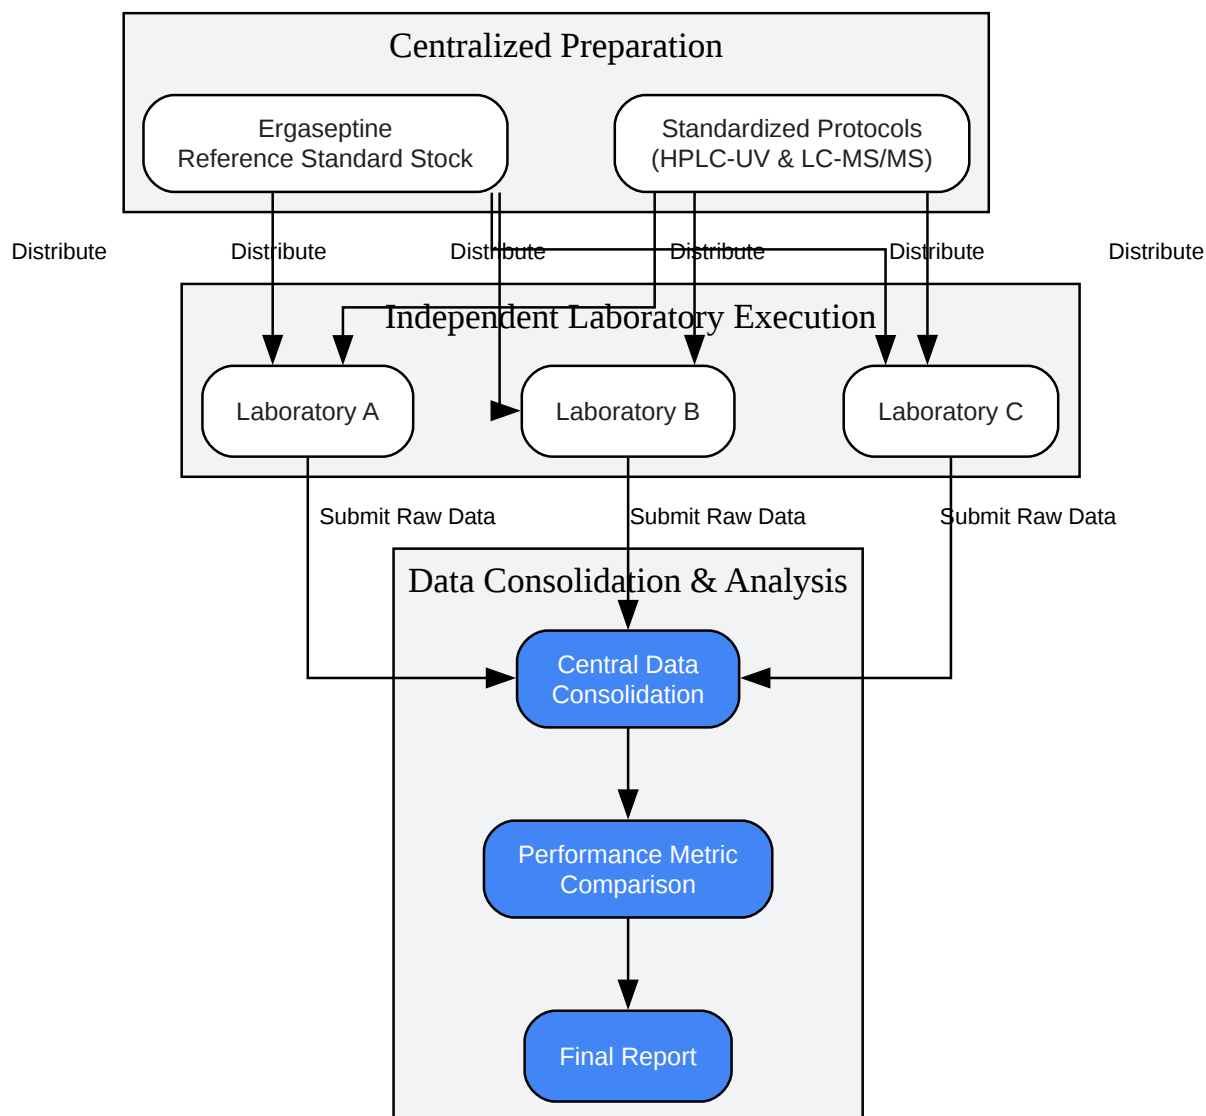 Centralized Preparation
Ergaseptine
Reference Standard Stock
Standardized Protocols
(HPLC-UV & LC-MS/MS)
Distribute
Distribute
Distribute
Distribute
Distribute
Distribute
Independent Laboratory Execution
Laboratory A
Laboratory B
Laboratory C
Submit Raw Data
Submit Raw Data
Submit Raw Data
Data Consolidation & Analysis
Central Data
Consolidation
Performance Metric
Comparison
Final Report